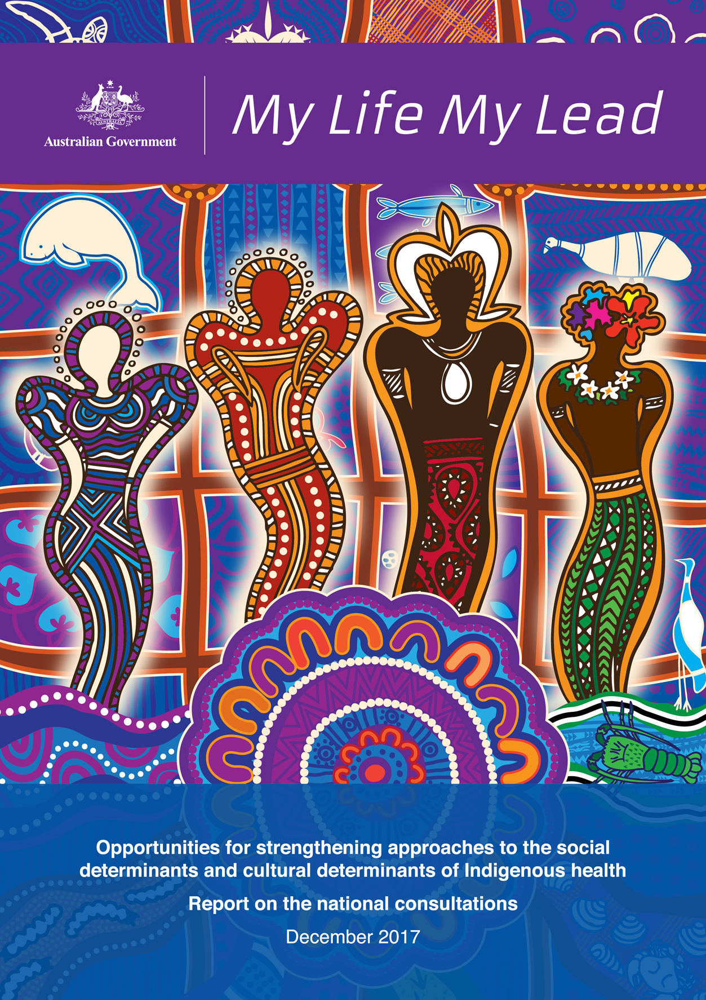 AUSTRALIA
Australian Government
My Life My Lead
Opportunities for strengthening approaches to the social
determinants and cultural determinants of Indigenous health
Report on the national consultations
December 2017